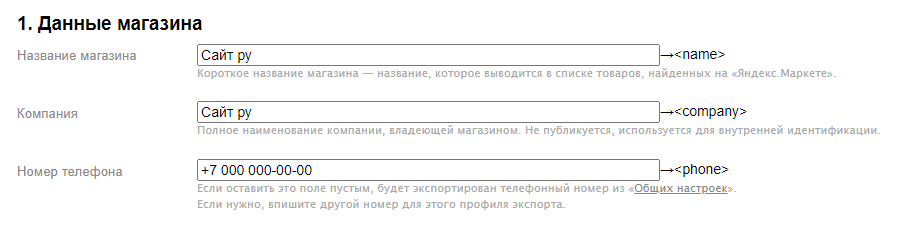 1. Данные магазина
Название магазина
Сайт ру
→<name>
Короткое название магазина — название, которое выводится в списке товаров, найденных на «Яндекс.Маркете».
Компания
Сайт ру
→<company>
Полное наименование компании, владеющей магазином. Не публикуется, используется для внутренней идентификации.
Номер телефона
+7 000 000-00-00
→<phone>
Если оставить это поле пустым, будет экспортирован телефонный номер из «Общих настроек».
Если нужно, впишите другой номер для этого профиля экспорта.